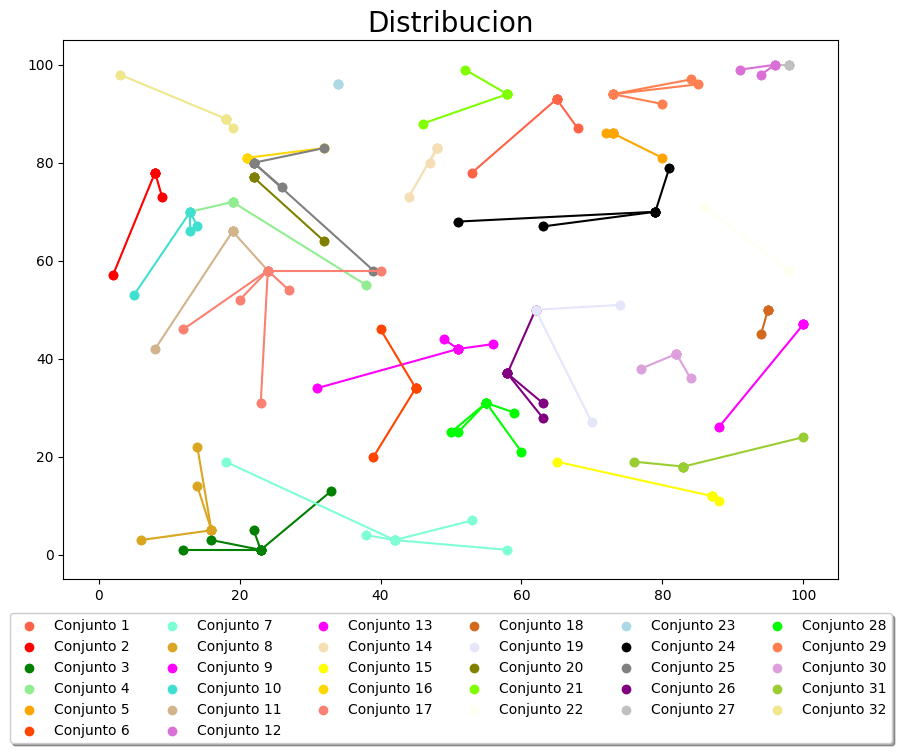 Distribucion
100
80
60
40
20
0
0 20 40 60 80 100
Conjunto 1 Conjunto 7 Conjunto 13 Conjunto 18 Conjunto 23 Conjunto 28
Conjunto 2 Conjunto 8 Conjunto 14 Conjunto 19 Conjunto 24 Conjunto 29
Conjunto 3 Conjunto 9 Conjunto 15 Conjunto 20 Conjunto 25 Conjunto 30
Conjunto 4 Conjunto 10 Conjunto 16 Conjunto 21 Conjunto 26 Conjunto 31
Conjunto 5 Conjunto 11 Conjunto 17 Conjunto 22 Conjunto 27 Conjunto 32
Conjunto 6 Conjunto 12